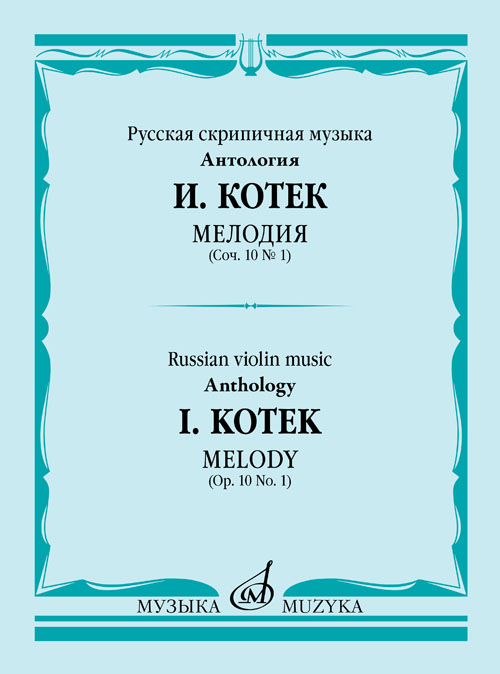 Русская скрипичная музыка
Антология
И. КОТЕК
МЕЛОДИЯ
(Соч. 10 № 1)
Russian violin music
Anthology
I. KOTEK
MELODY
(Op. 10 No. 1)
МУЗЫКА М MUZYKA